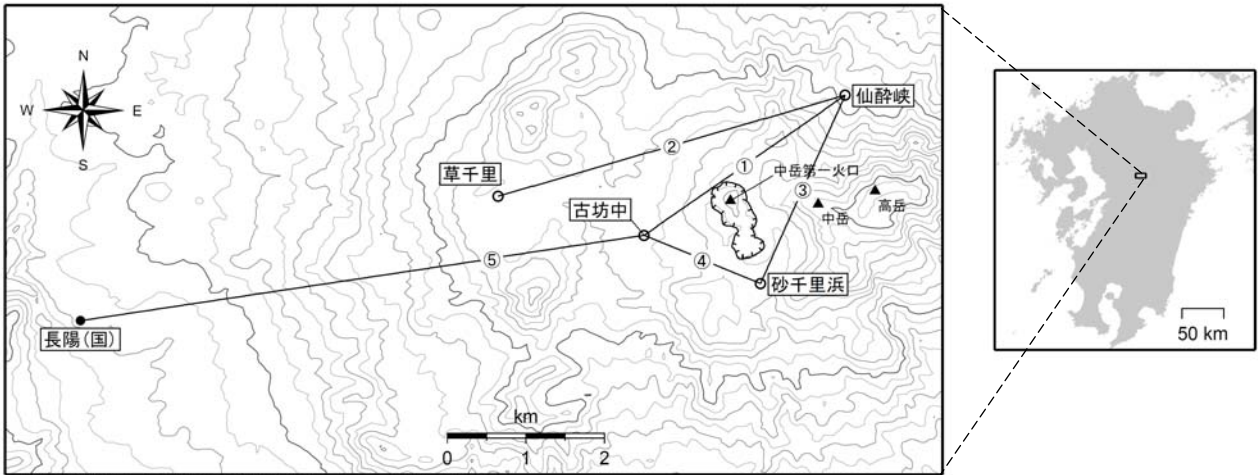 N
W
E
S
仙酔峡
②
草千里
①
中岳第一火口
③
高岳
中岳
古坊中
⑤
④
砂千里浜
長陽(国)
km
0 1 2
50 km